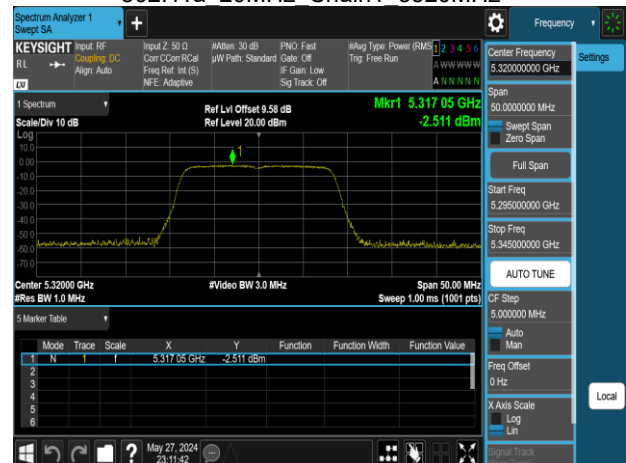 802.11a 20MHz Chain1 5320MHz
Spectrum Analyzer 1
Swept SA
+
Frequency
KEYSIGHT
RL
Input: RF
Coupling: DC
Align: Auto
Input Z: 50 Ω
Corr CCorr RCal
Freq Ref: Int (S)
NFE: Adaptive
#Atten: 30 dB
µW Path: Standard
PNO: Fast
Gate: Off
IF Gain: Low
Sig Track: Off
#Avg Type: Power (RMS
Trig: Free Run
1 2 3 4 5 6
A W W W W W
A N N N N N
LXI
1 Spectrum
Scale/Div 10 dB
Ref Lvl Offset 9.58 dB
Ref Level 20.00 dBm
Mkr1 5.317 05 GHz
-2.511 dBm
Log
10.0
0.00
-10.0
-20.0
-30.0
-40.0
-50.0
-60.0
-70.0
1
Center 5.32000 GHz
#Res BW 1.0 MHz
#Video BW 3.0 MHz
Span 50.00 MHz
Sweep 1.00 ms (1001 pts)
5 Marker Table
Mode Trace Scale X Y Function Function Width Function Value
1 N 1 f 5.317 05 GHz -2.511 dBm
2
3
4
5
6
?
May 27, 2024
23:11:42
Center Frequency
5.320000000 GHz
Settings
Span
50.0000000 MHz
Swept Span
Zero Span
Full Span
Start Freq
5.295000000 GHz
Stop Freq
5.345000000 GHz
AUTO TUNE
CF Step
5.000000 MHz
Auto
Man
Freq Offset
0 Hz
X Axis Scale
Log
Lin
Local
Signal Track